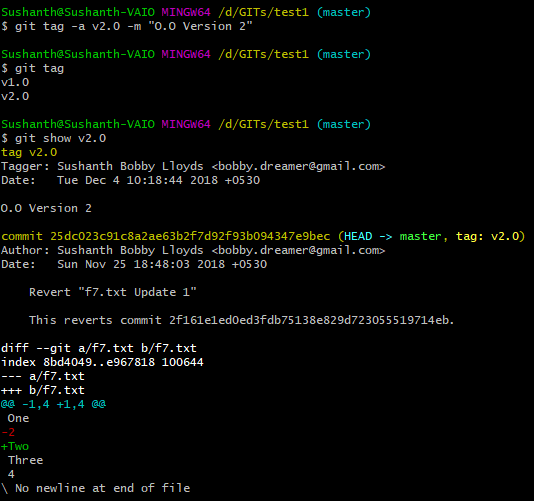 Sushanth@Sushanth-VAIO MINGW64 /d/GITs/test1 (master)
$ git tag -a v2.0 -m "O.O Version 2"
Sushanth@Sushanth-VAIO MINGW64 /d/GITs/test1 (master)
$ git tag
v1.0
v2.0
Sushanth@Sushanth-VAIO MINGW64 /d/GITs/test1 (master)
$ git show v2.0
tag v2.0
Tagger: Sushanth Bobby Lloyds <bobby.dreamer@gmail.com>
Date:   Tue Dec 4 10:18:44 2018 +0530
O.O Version 2
commit 25dc023c91c8a2ae63b2f7d92f93b094347e9bec (HEAD -> master, tag: v2.0)
Author: Sushanth Bobby Lloyds <bobby.dreamer@gmail.com>
Date:   Sun Nov 25 18:48:03 2018 +0530
    Revert "f7.txt Update 1"
    This reverts commit 2f161e1ed0ed3fdb75138e829d723055519714eb.
diff --git a/f7.txt b/f7.txt
index 8bd4049..e967818 100644
--- a/f7.txt
+++ b/f7.txt
@@ -1,4 +1,4 @@
 One
-2
+Two
 Three
 4
\ No newline at end of file